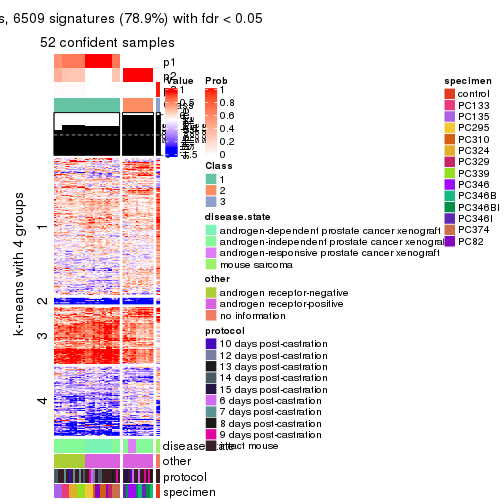 s, 6509 signatures (78.9%) with fdr < 0.05
52 confident samples
p1
p2
Value
Prob
1
0.8
0.6
0.4
0.2
0
Class
1
2
3
disease.state
androgen-dependent prostate cancer xenograft
androgen-independent prostate cancer xenograft
androgen-responsive prostate cancer xenograft
mouse sarcoma
other
androgen receptor-negative
androgen receptor-positive
no information
protocol
10 days post-castration
12 days post-castration
13 days post-castration
14 days post-castration
15 days post-castration
6 days post-castration
7 days post-castration
8 days post-castration
9 days post-castration
intact mouse
specimen
control
PC133
PC135
PC295
PC310
PC324
PC329
PC339
PC346
PC346B
PC346BI
PC346I
PC374
PC82
k-means with 4 groups
1
2
3
4
disease.state
other
protocol
specimen